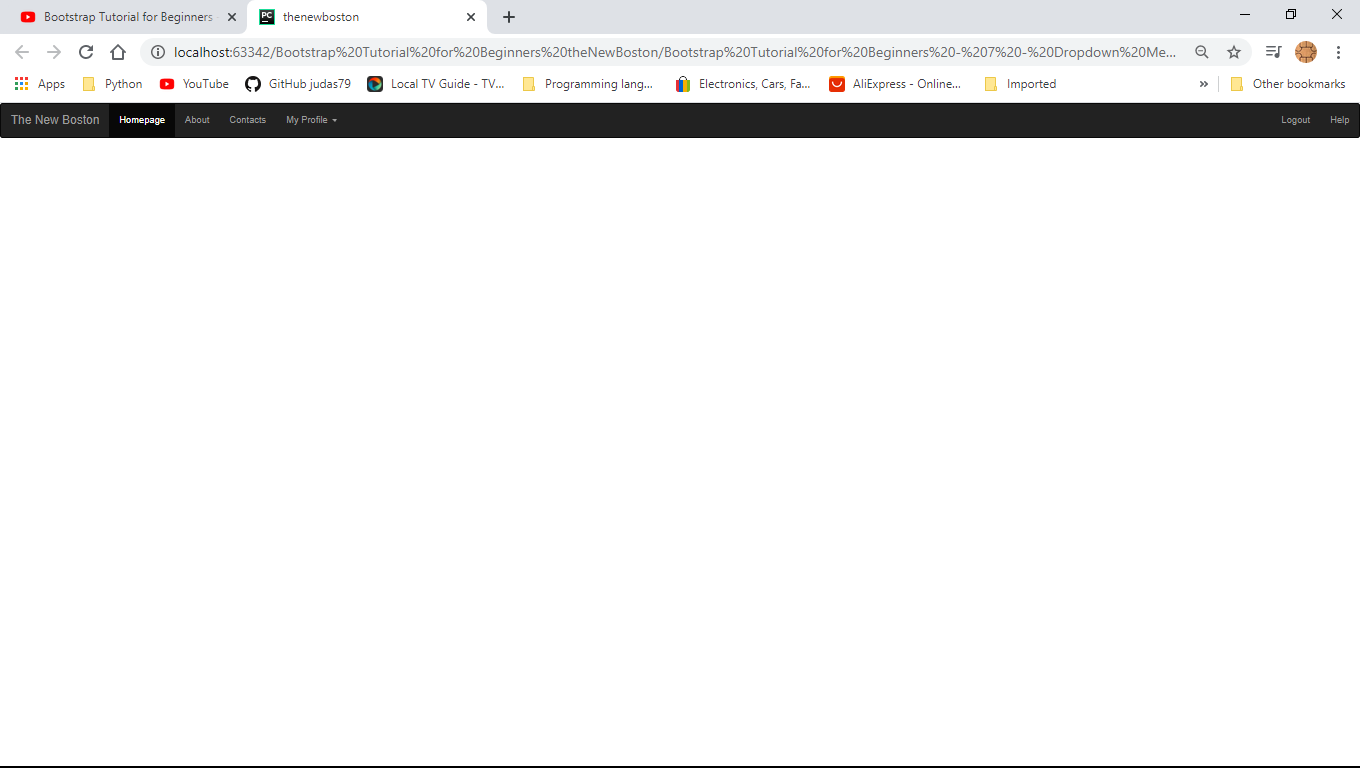 Bootstrap Tutorial for Beginners
thenewboston
localhost:63342/Bootstrap%20Tutorial%20for%20Beginners%20theNewBoston/Bootstrap%20Tutorial%20for%20Beginners%20-%207%20-%20Dropdown%20Me...
Apps Python YouTube GitHub judas79 Local TV Guide - TV... Programming lang... Electronics, Cars, Fa... AliExpress - Online... Imported » Other bookmarks
The New Boston Homepage About Contacts My Profile Logout Help